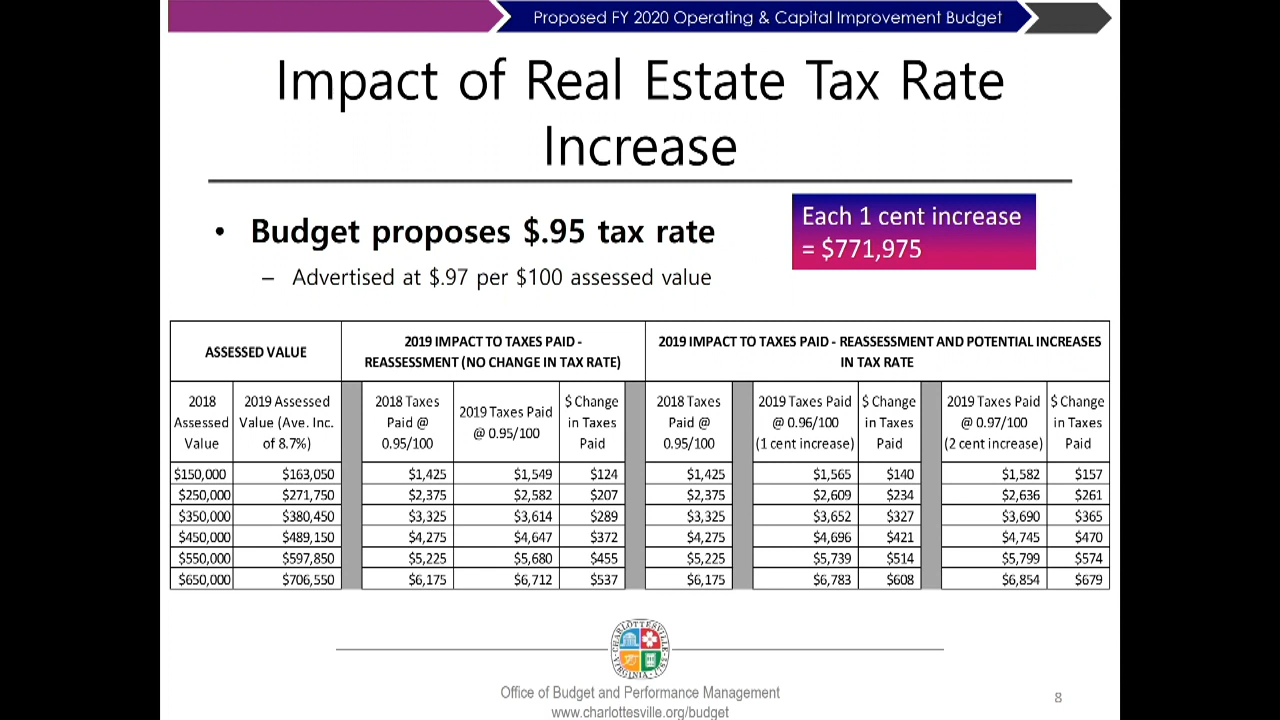 Proposed FY 2020 Operating & Capital Improvement Budget
Impact of Real Estate Tax Rate
Increase
• Budget proposes $.95 tax rate
– Advertised at $.97 per $100 assessed value
Each 1 cent increase
= $771,975
ASSESSED VALUE
2019 IMPACT TO TAXES PAID -
REASSESSMENT (NO CHANGE IN TAX RATE)
2019 IMPACT TO TAXES PAID - REASSESSMENT AND POTENTIAL INCREASES
IN TAX RATE
2018
Assessed
Value
2019 Assessed
Value (Ave. Inc.
of 8.7%)
2018 Taxes
Paid @
0.95/100
2019 Taxes Paid
@ 0.95/100
$ Change
in Taxes
Paid
2018 Taxes
Paid @
0.95/100
2019 Taxes Paid
@ 0.96/100
(1 cent increase)
$ Change
in Taxes
Paid
2019 Taxes Paid
@ 0.97/100
(2 cent increase)
$ Change
in Taxes
Paid
$150,000 $163,050 $1,425 $1,549 $124 $1,425 $1,565 $140 $1,582 $157
$250,000 $271,750 $2,375 $2,582 $207 $2,375 $2,609 $234 $2,636 $261
$350,000 $380,450 $3,325 $3,614 $289 $3,325 $3,652 $327 $3,690 $365
$450,000 $489,150 $4,275 $4,647 $372 $4,275 $4,696 $421 $4,745 $470
$550,000 $597,850 $5,225 $5,680 $455 $5,225 $5,739 $514 $5,799 $574
$650,000 $706,550 $6,175 $6,712 $537 $6,175 $6,783 $608 $6,854 $679
CHARLOTTESVILLE
VIRGINIA
Office of Budget and Performance Management
www.charlottesville.org/budget
8